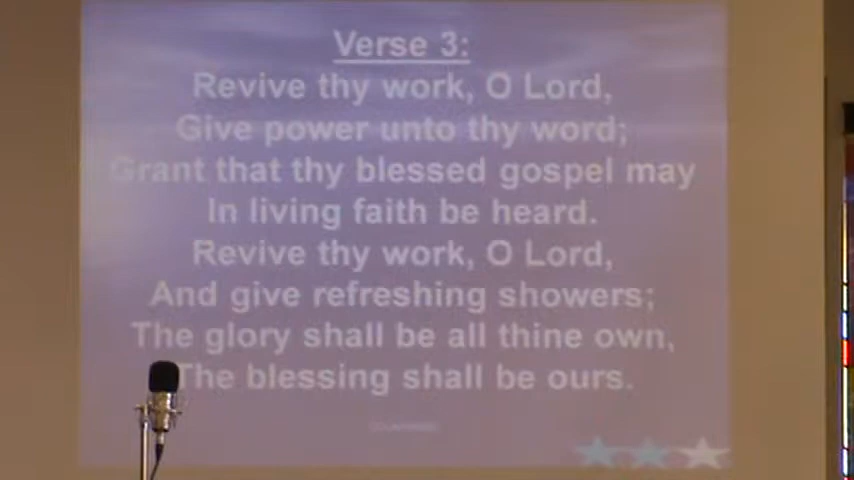 Verse 3:
Revive thy work, O Lord,
Give power unto thy word;
Grant that thy blessed gospel may
In living faith be heard.
Revive thy work, O Lord,
And give refreshing showers;
The glory shall be all thine own,
The blessing shall be ours.